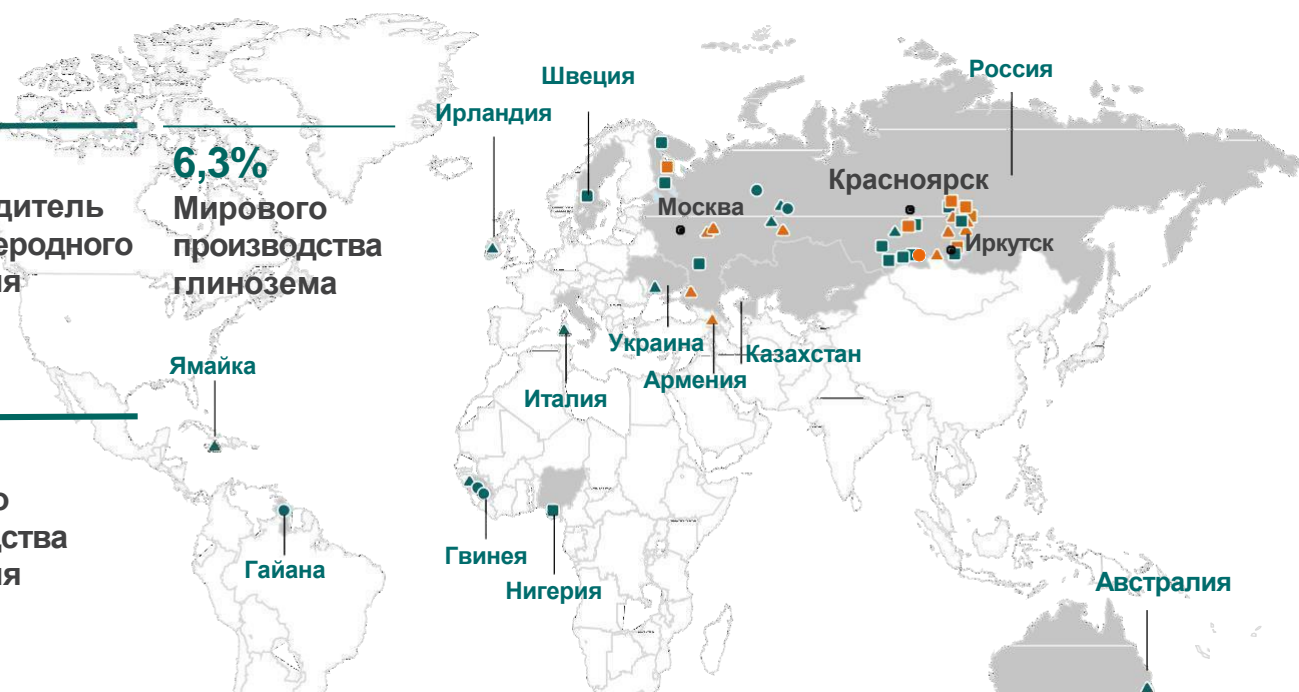 6,3%
Мирового
производства
глинозема
Швеция
Ирландия
Россия
Красноярск
Москва
Иркутск
Украина
Казахстан
Армения
Италия
Ямайка
Гайана
Гвинея
Нигерия
Австралия